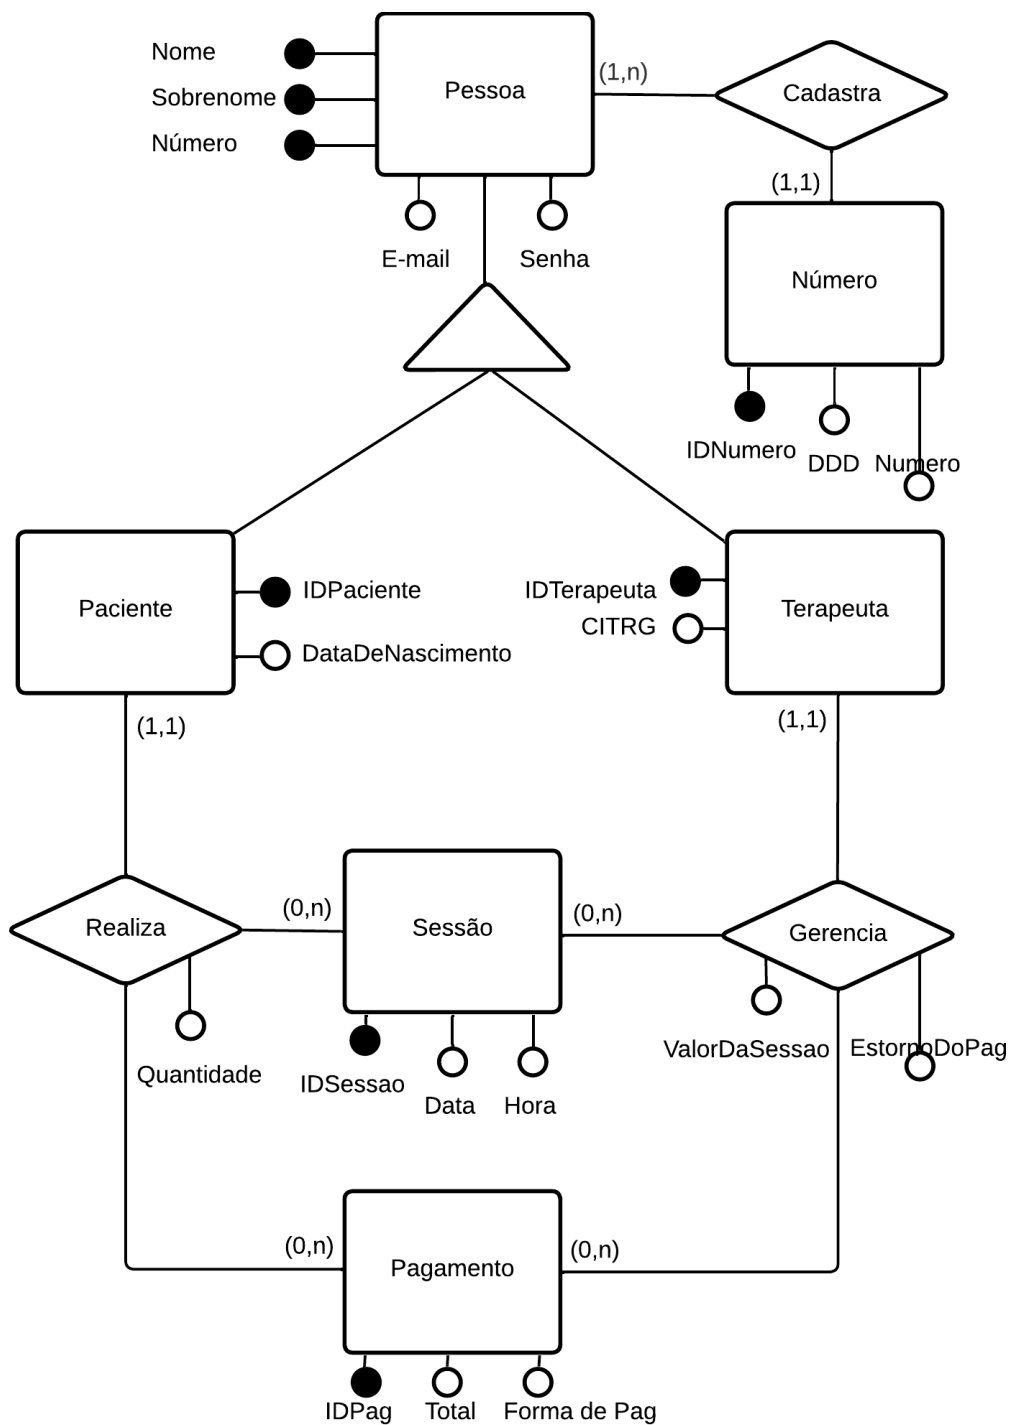 Nome
Sobrenome
Número
Pessoa
(1,n)
Cadastra
(1,1)
E-mail
Senha
Número
IDNumero
DDD
Numero
Paciente
IDPaciente
DataDeNascimento
IDTerapeuta
CITRG
Terapeuta
(1,1)
(1,1)
Realiza
(0,n)
Sessão
(0,n)
Gerencia
Quantidade
IDSessao
Data
Hora
ValorDaSessao
EstornoDoPag
(0,n)
Pagamento
(0,n)
IDPag
Total
Forma de Pag